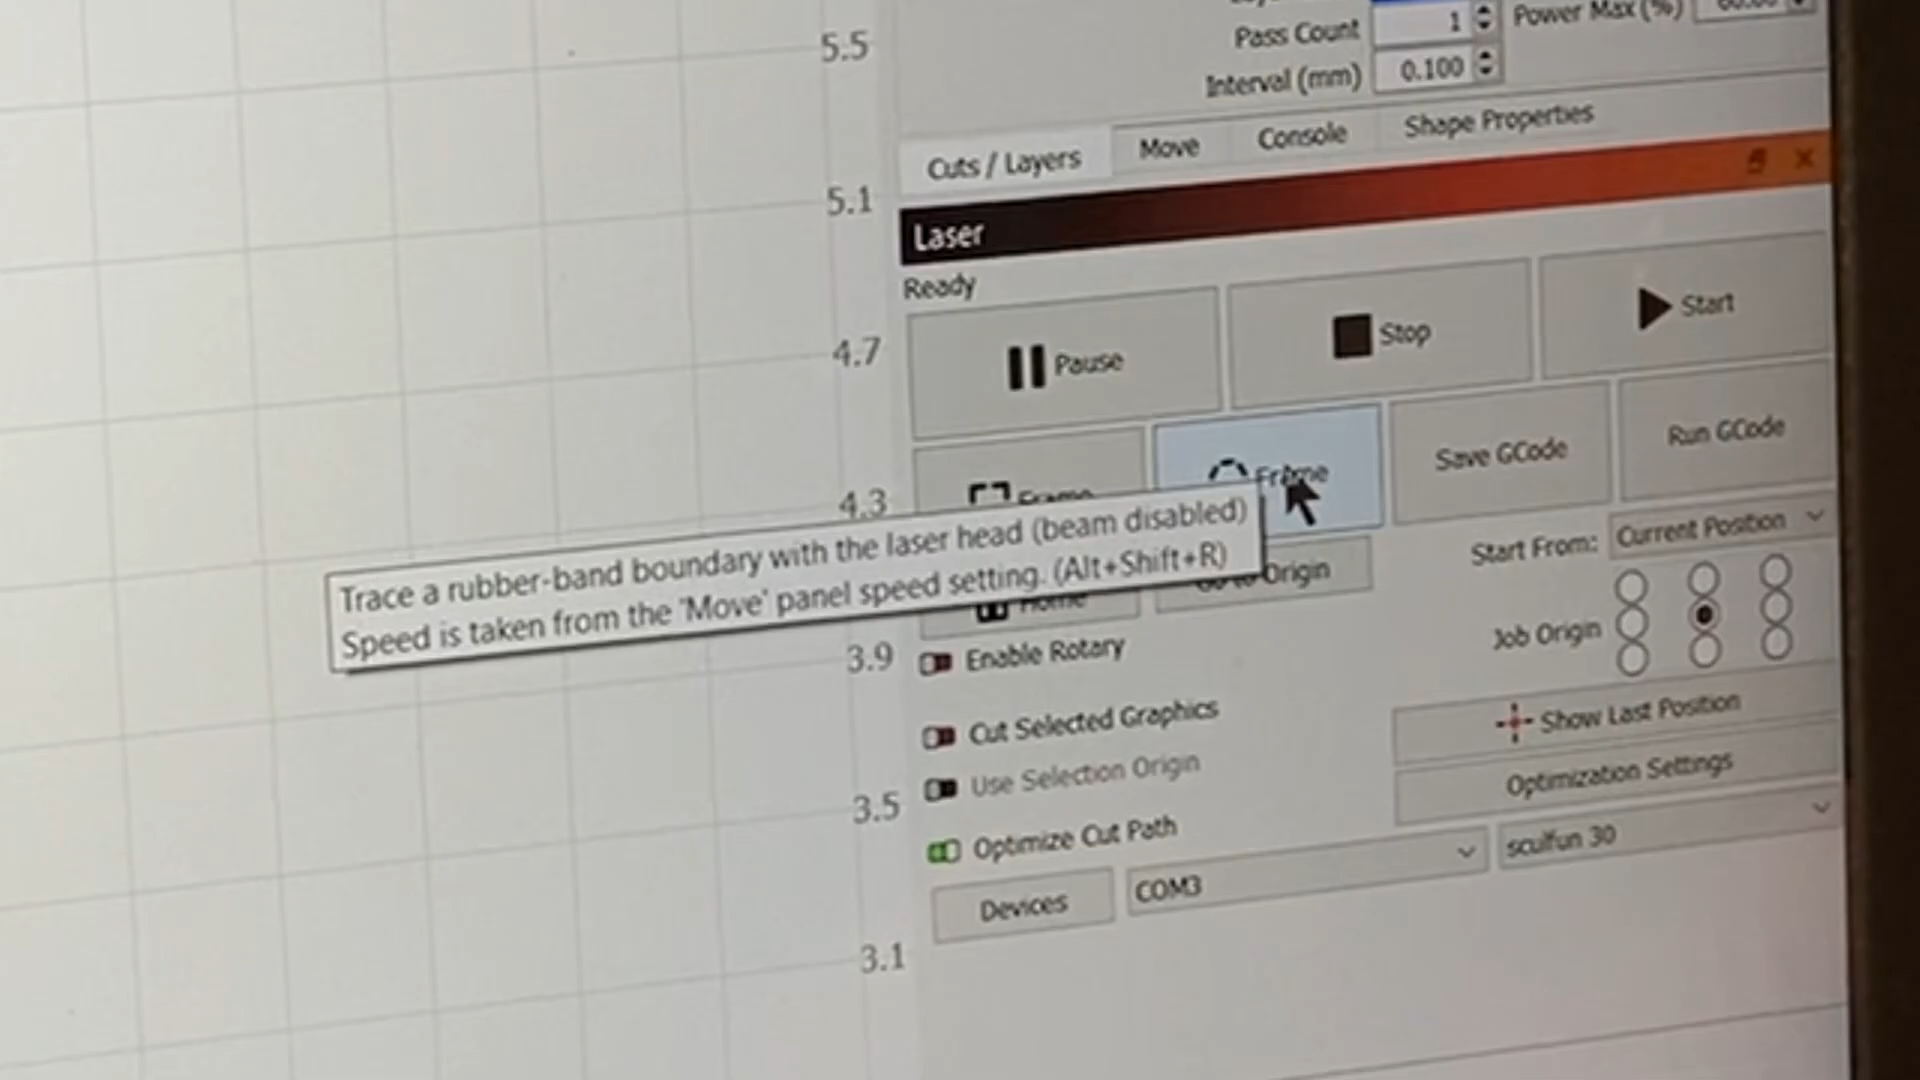 5.5
5.1
4.7
4.3
3.9
3.5
3.1
Pass Count 1 Power Max (%)
Interval (mm) 0.100
Cuts / Layers Move Console Shape Properties
Laser
Ready
Pause Stop Start
Frame Frame Save GCode Run GCode
Trace a rubber-band boundary with the laser head (beam disabled)
Speed is taken from the 'Move' panel speed setting. (Alt+Shift+R)
Home Origin
Start From: Current Position
Job Origin
Enable Rotary
Cut Selected Graphics
Use Selection Origin
Optimize Cut Path
Show Last Position
Optimization Settings
Devices COM3 sculfun 30